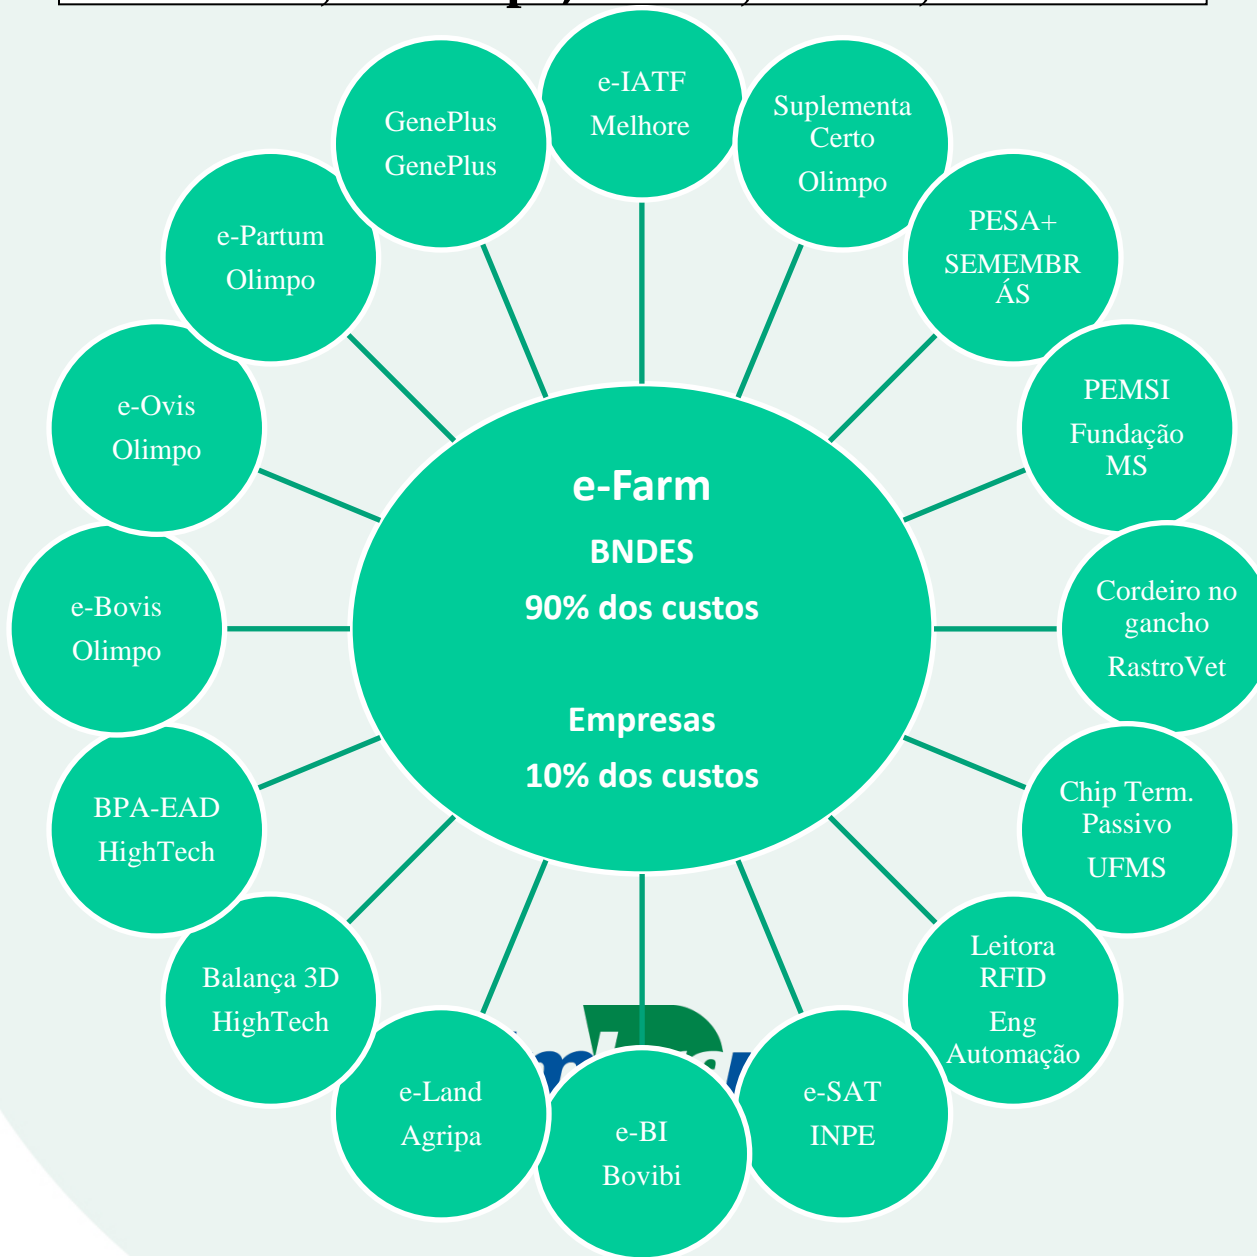 e-IATF
Melhore
Suplementa
Certo
Olimpo
PESA+
SEMEMBR
ÁS
PEMSI
Fundação
MS
Cordeiro no
gancho
RastroVet
Chip Term.
Passivo
UFMS
Leitora
RFID
Eng
Automação
e-SAT
INPE
e-BI
Bovibi
e-Land
Agripa
Balança 3D
HighTech
BPA-EAD
HighTech
e-Bovis
Olimpo
e-Ovis
Olimpo
e-Partum
Olimpo
GenePlus
GenePlus
e-Farm
BNDES
90% dos custos
Empresas
10% dos custos